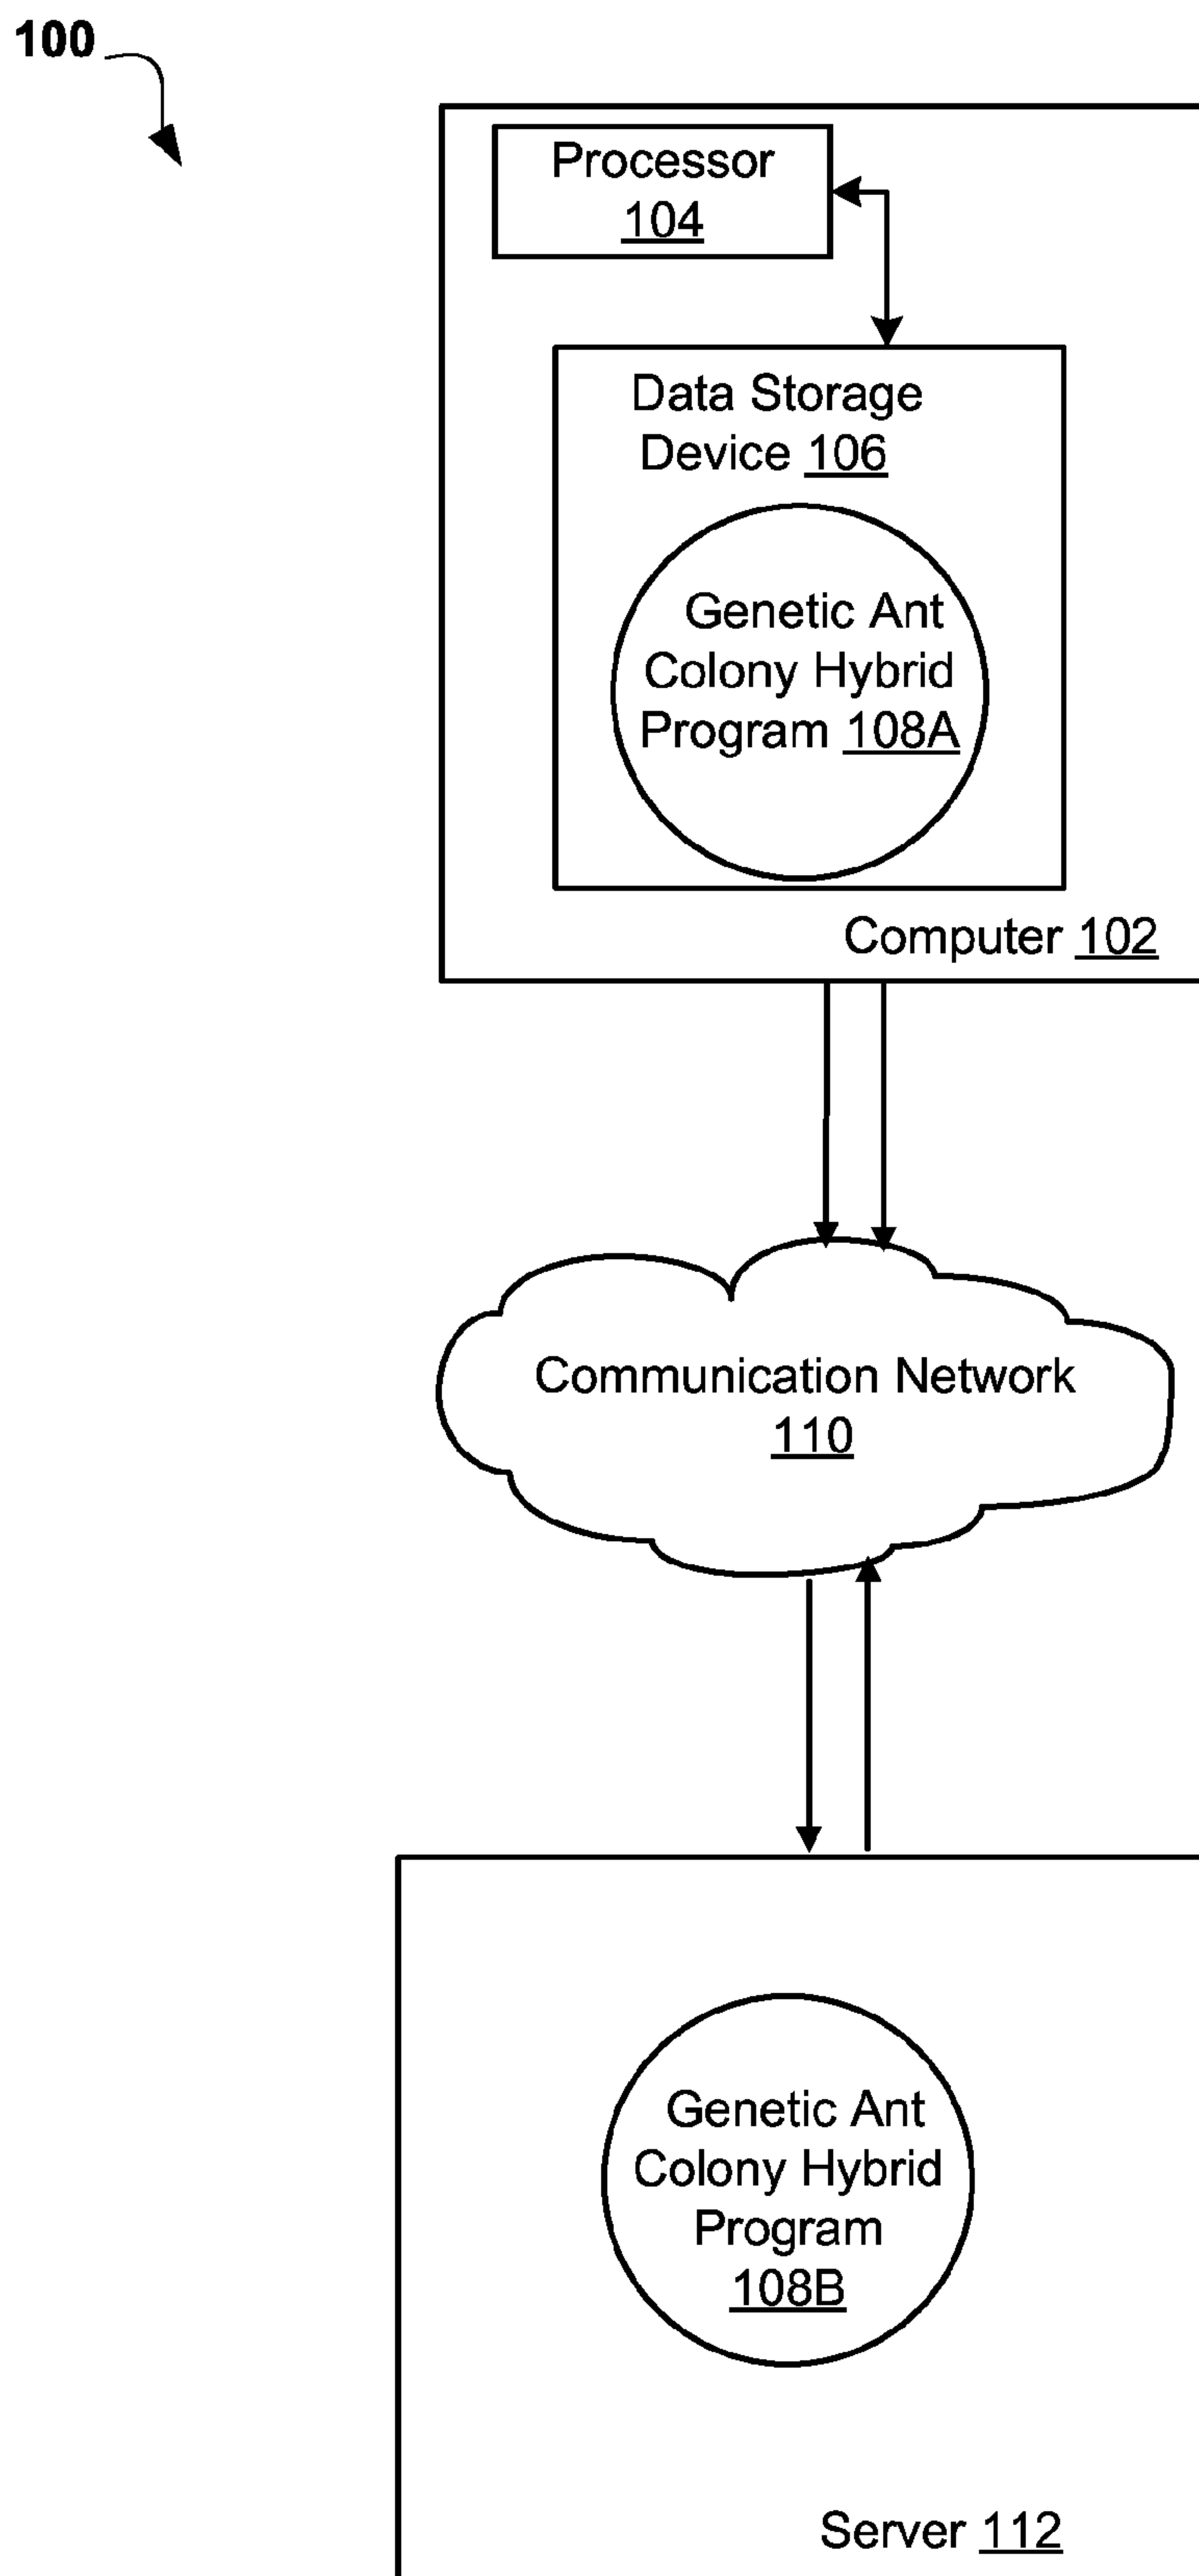 100
Processor
104
Data Storage
Device 106
Genetic Ant
Colony Hybrid
Program 108A
Computer 102
Communication Network
110
Genetic Ant
Colony Hybrid
Program
108B
Server 112